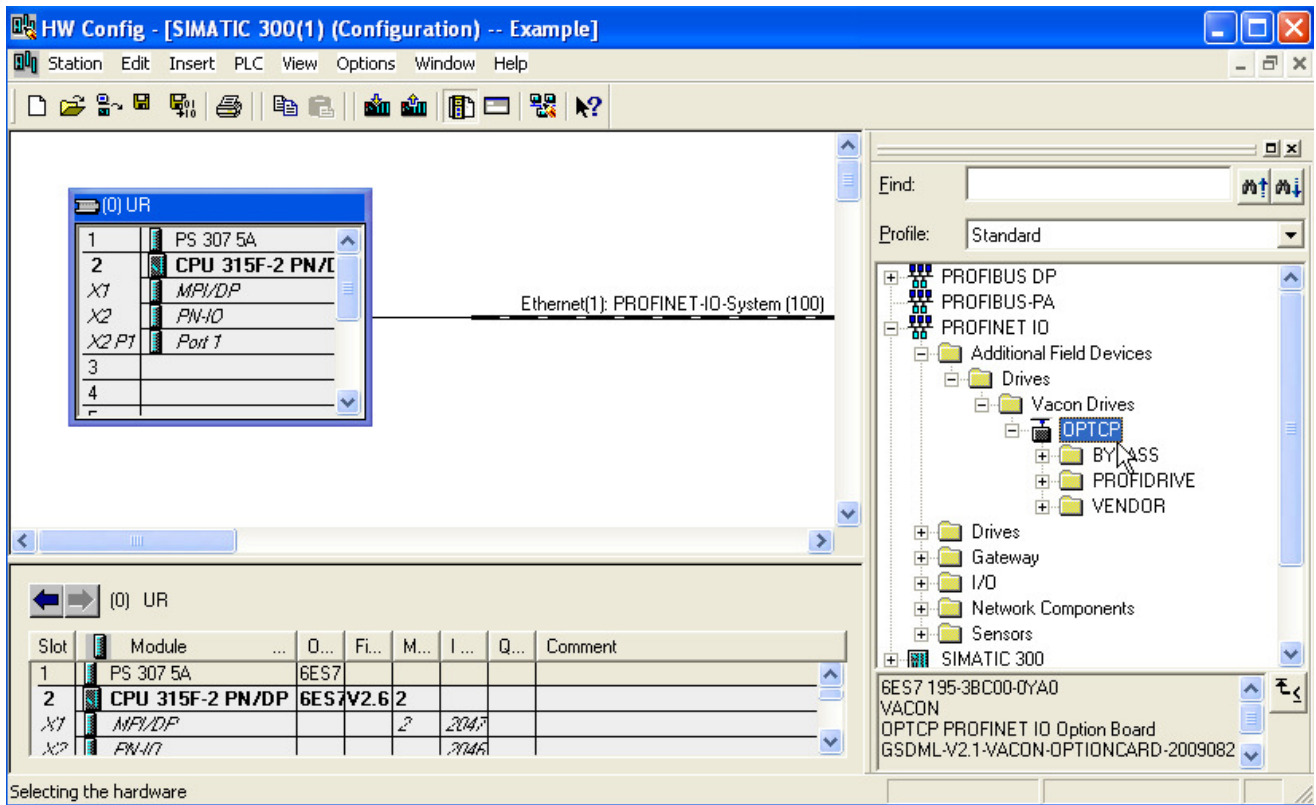 HW Config - [SIMATIC 300(1) (Configuration) -- Example]
Station Edit Insert PLC View Options Window Help
(0) UR
1 PS 307 5A
2 CPU 315F-2 PN/D
X1 MPI/DP
X2 PN-IO
X2 P1 Port 1
3
4
Ethernet(1): PROFINET-IO-System (100)
Find:
Profile: Standard
PROFIBUS DP
PROFIBUS-PA
PROFINET IO
Additional Field Devices
Drives
Vacon Drives
OPTCP
BYPASS
PROFIDRIVE
VENDOR
Drives
Gateway
I/O
Network Components
Sensors
SIMATIC 300
(0) UR
Slot Module ... O... Fi... M... I ... Q... Comment
1 PS 307 5A 6ES7
2 CPU 315F-2 PN/DP 6ES7 V2.6 2
X1 MPI/DP 2 2047
X2 PN-IO 2046
6ES7 195-3BC00-0YA0
VACON
OPTCP PROFINET IO Option Board
GSDML-V2.1-VACON-OPTIONCARD-2009082
Selecting the hardware